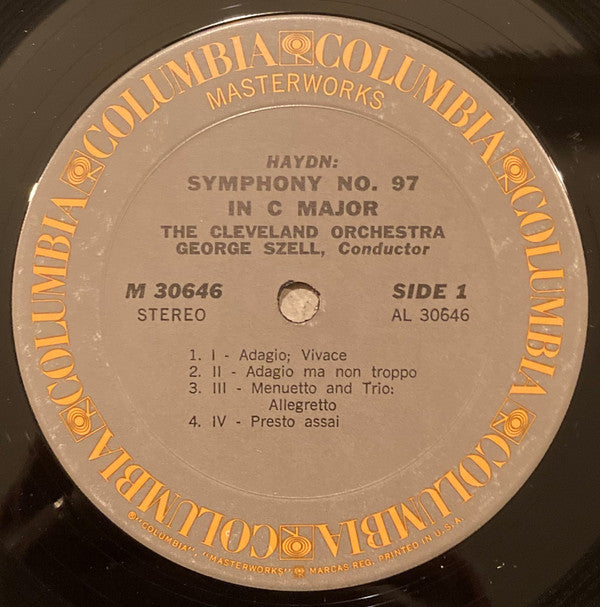 COLUMBIA COLUMBIA COLUMBIA COLUMBIA COLUMBIA COLUMBIA COLUMBIA
MASTERWORKS
HAYDN:
SYMPHONY NO. 97
IN C MAJOR
THE CLEVELAND ORCHESTRA
GEORGE SZELL, Conductor
M 30646
STEREO
SIDE 1
AL 30646
1. I - Adagio; Vivace
2. II - Adagio ma non troppo
3. III - Menuetto and Trio:
Allegretto
4. IV - Presto assai
® "COLUMBIA", "MASTERWORKS" MARCAS REG. PRINTED IN U.S.A.